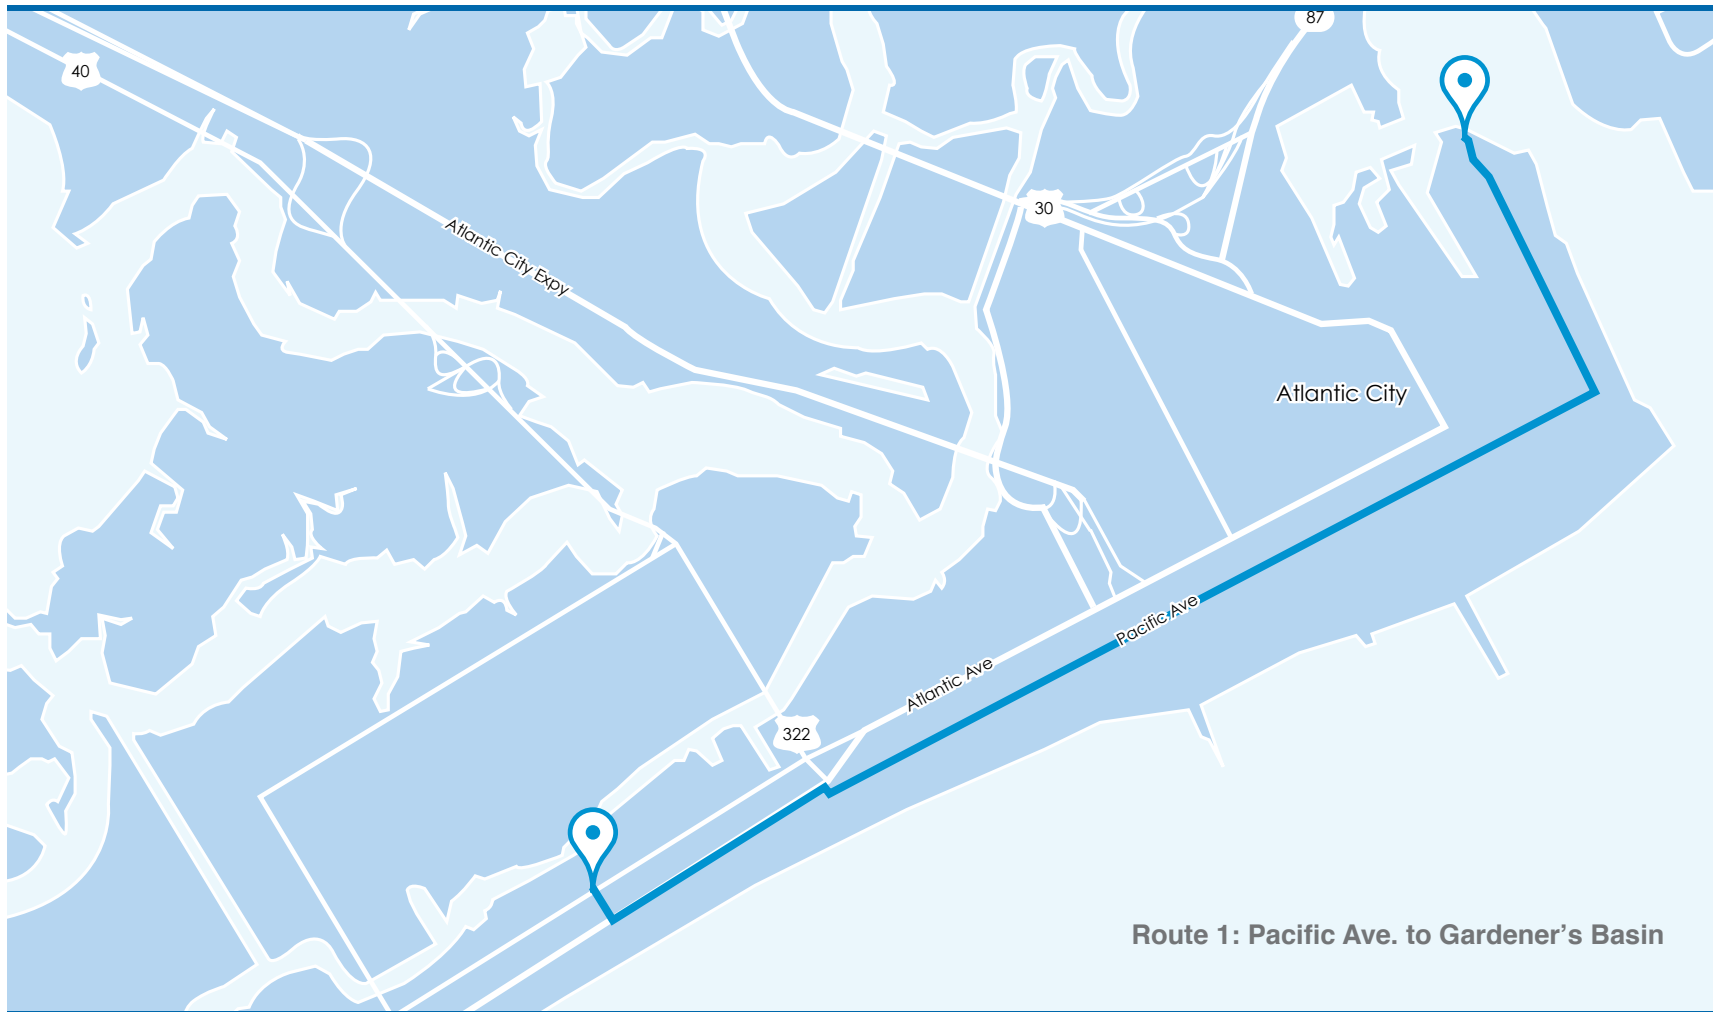 87
40
30
Atlantic City Expy
Atlantic City
Pacific Ave
Atlantic Ave
322
Route 1: Pacific Ave. to Gardener’s Basin